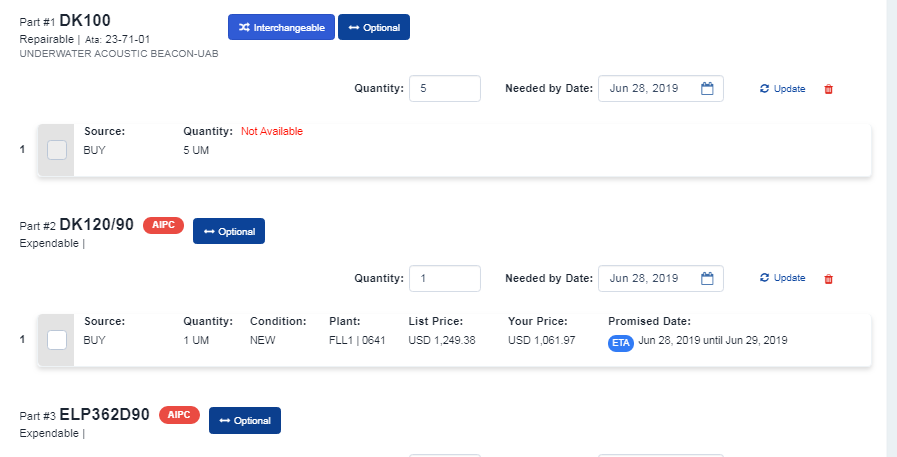 Part #1 DK100 Interchangeable Optional
Repairable | Ata: 23-71-01
UNDERWATER ACOUSTIC BEACON-UAB
Quantity: 5 Needed by Date: Jun 28, 2019 Update
1 Source: Quantity: Not Available
BUY 5 UM
Part #2 DK120/90 AIPC Optional
Expendable |
Quantity: 1 Needed by Date: Jun 28, 2019 Update
Source: Quantity: Condition: Plant: List Price: Your Price: Promised Date:
1 BUY 1 UM NEW FLL1 | 0641 USD 1,249.38 USD 1,061.97 ETA Jun 28, 2019 until Jun 29, 2019
Part #3 ELP362D90 AIPC Optional
Expendable |